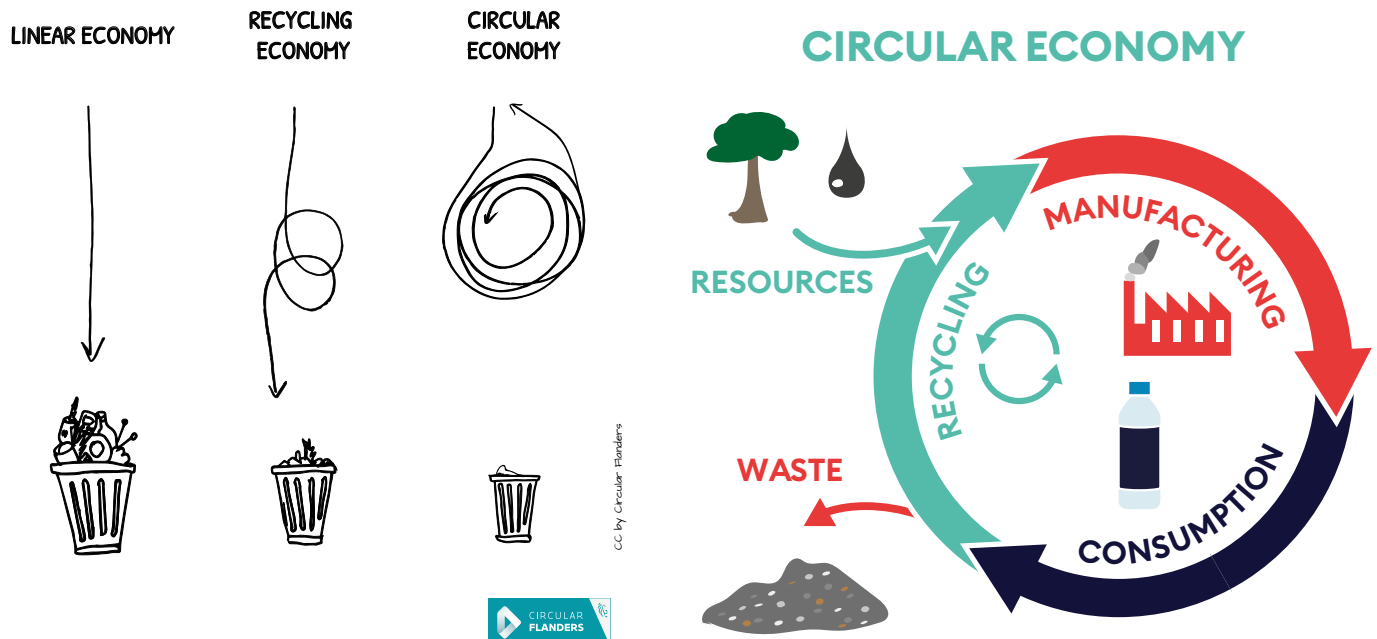 LINEAR ECONOMY
RECYCLING
ECONOMY
CIRCULAR
ECONOMY
CC by Circular Flanders
CIRCULAR
FLANDERS
CIRCULAR ECONOMY
RESOURCES
MANUFACTURING
RECYCLING
WASTE
CONSUMPTION